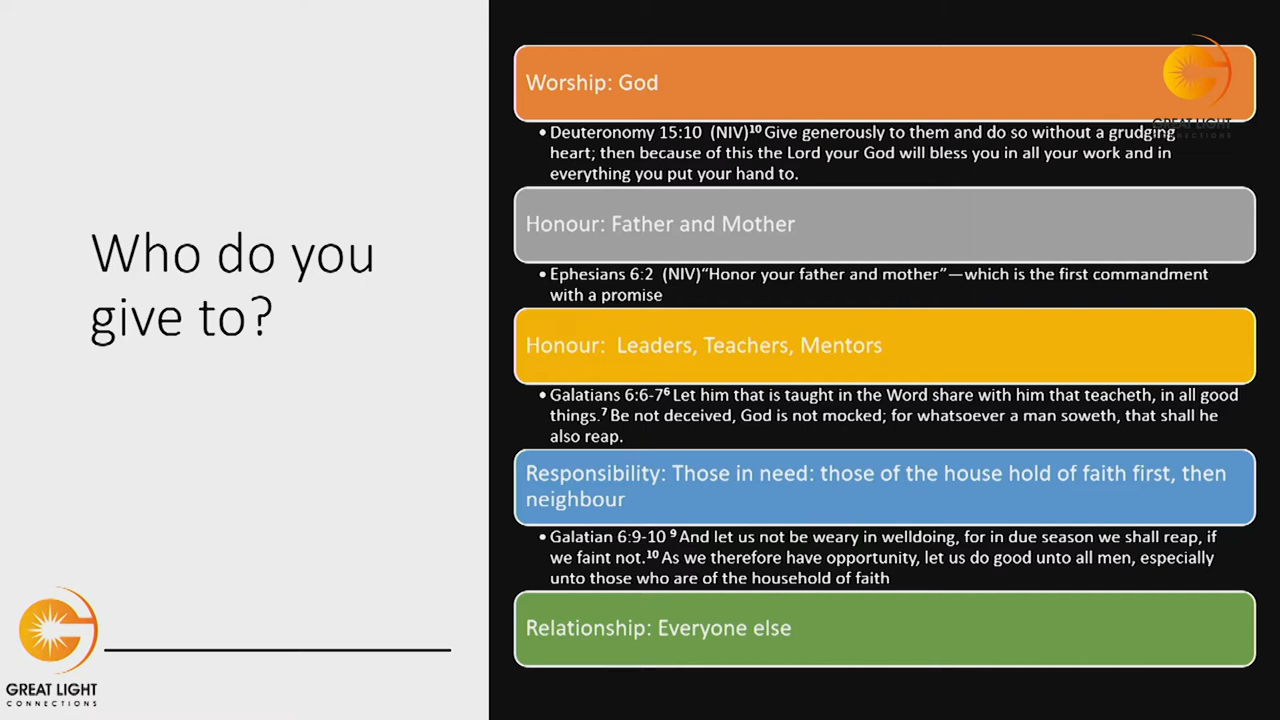 Who do you
give to?
GREAT LIGHT
CONNECTIONS
GREAT LIGHT
CONNECTIONS
Worship: God
• Deuteronomy 15:10 (NIV)¹⁰ Give generously to them and do so without a grudging
heart; then because of this the Lord your God will bless you in all your work and in
everything you put your hand to.
Honour: Father and Mother
• Ephesians 6:2 (NIV)“Honor your father and mother”—which is the first commandment
with a promise
Honour: Leaders, Teachers, Mentors
• Galatians 6:6-7⁶ Let him that is taught in the Word share with him that teacheth, in all good
things.⁷ Be not deceived, God is not mocked; for whatsoever a man soweth, that shall he
also reap.
Responsibility: Those in need: those of the house hold of faith first, then
neighbour
• Galatian 6:9-10 ⁹ And let us not be weary in welldoing, for in due season we shall reap, if
we faint not.¹⁰ As we therefore have opportunity, let us do good unto all men, especially
unto those who are of the household of faith
Relationship: Everyone else